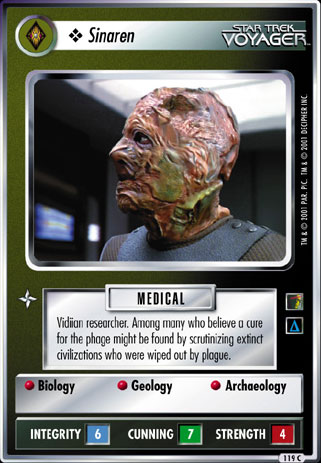 ❖ Sinaren
STAR TREK
VOYAGER™
TM & © 2001 PAR. P.C. TM & © 2001 DECIPHER INC.
MEDICAL
Vidiian researcher. Among many who believe a cure
for the phage might be found by scrutinizing extinct
civilizations who were wiped out by plague.
Biology Geology Archaeology
INTEGRITY 6 CUNNING 7 STRENGTH 4
119 C